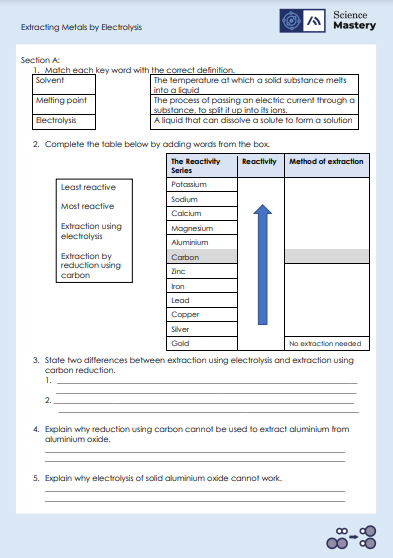 Extracting Metals by Electrolysis
Science
Mastery
Section A:
1. Match each key word with the correct definition.
Solvent
The temperature at which a solid substance melts
into a liquid
Melting point
The process of passing an electric current through a
substance, to split it up into its ions.
Electrolysis
A liquid that can dissolve a solute to form a solution
2. Complete the table below by adding words from the box.
Least reactive
Most reactive
Extraction using
electrolysis
Extraction by
reduction using
carbon
The Reactivity
Series
Reactivity
Method of extraction
Potassium
Sodium
Calcium
Magnesium
Aluminium
Carbon
Zinc
Iron
Lead
Copper
Silver
Gold
No extraction needed
3. State two differences between extraction using electrolysis and extraction using
carbon reduction.
1.
2.
4. Explain why reduction using carbon cannot be used to extract aluminium from
aluminium oxide.
5. Explain why electrolysis of solid aluminium oxide cannot work.